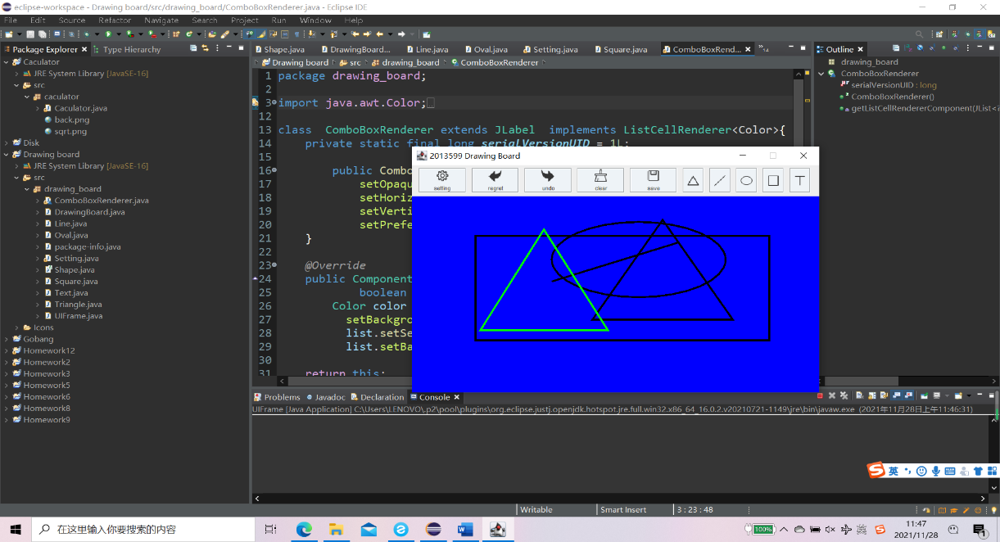 eclipse-workspace - Drawing board/src/drawing_board/ComboBoxRenderer.java - Eclipse IDE
File Edit Source Refactor Navigate Search Project Run Window Help
Package Explorer Type Hierarchy
Caculator
JRE System Library [JavaSE-16]
src
caculator
Caculator.java
back.png
sqrt.png
Disk
Drawing board
JRE System Library [JavaSE-16]
src
drawing_board
ComboBoxRenderer.java
DrawingBoard.java
Line.java
Oval.java
package-info.java
Setting.java
Shape.java
Square.java
Text.java
Triangle.java
UIFrame.java
Icons
Gobang
Homework12
Homework2
Homework3
Homework5
Homework6
Homework8
Homework9
Shape.java DrawingBoard... Line.java Oval.java Setting.java Square.java ComboBoxRend... »14
Drawing board src drawing_board ComboBoxRenderer
1 package drawing_board;
2
3 import java.awt.Color;
12
13 class ComboBoxRenderer extends JLabel implements ListCellRenderer<Color>{
14 private static final long serialVersionUID = 1L;
15
16 public Combo
17 setOpaqu
18 setHoriz
19 setVerti
20 setPrefe
21 }
22
23 @Override
24 public Component
25 boolean
26 Color color
27 setBackgro
28 list.setSe
29 list.setBa
30
31 return this;
2013599 Drawing Board
setting regret undo clear save T
Outline
drawing_board
ComboBoxRenderer
serialVersionUID : long
ComboBoxRenderer()
getListCellRendererComponent(JList<?
Problems Javadoc Declaration Console
UIFrame [Java Application] C:\Users\LENOVO\.p2\pool\plugins\org.eclipse.justj.openjdk.hotspot.jre.full.win32.x86_64_16.0.2.v20210721-1149\jre\bin\javaw.exe (2021年11月28日 上午11:46:31)
英
Writable Smart Insert 3 : 23 : 48
在这里输入你要搜索的内容
100% 英
11:47
2021/11/28
1